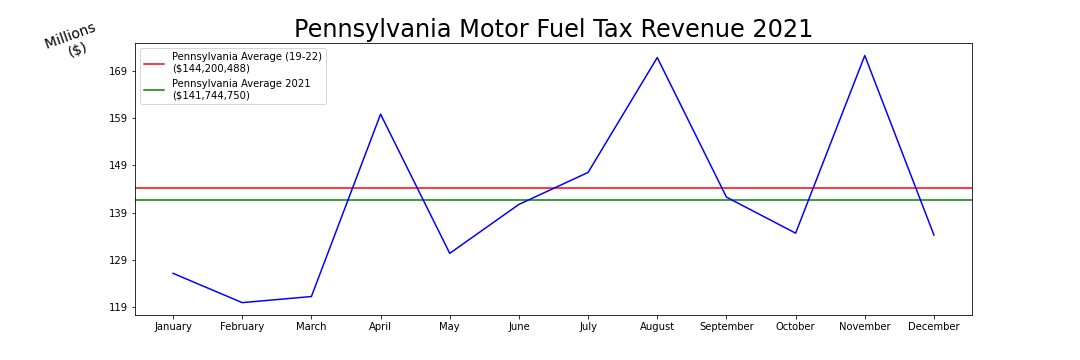 Pennsylvania Motor Fuel Tax Revenue 2021
Millions
($)
Pennsylvania Average (19-22)
($144,200,488)
Pennsylvania Average 2021
($141,744,750)
169
159
149
139
129
119
January February March April May June July August September October November December